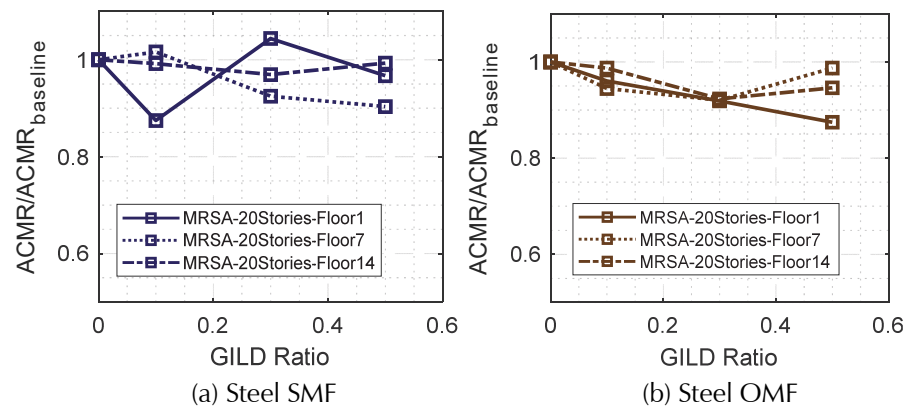 ACMR/ACMRbaseline
1
0.8
0.6
MRSA-20Stories-Floor1
MRSA-20Stories-Floor7
MRSA-20Stories-Floor14
0 0.2 0.4 0.6
GILD Ratio
(a) Steel SMF
ACMR/ACMRbaseline
1
0.8
0.6
MRSA-20Stories-Floor1
MRSA-20Stories-Floor7
MRSA-20Stories-Floor14
0 0.2 0.4 0.6
GILD Ratio
(b) Steel OMF